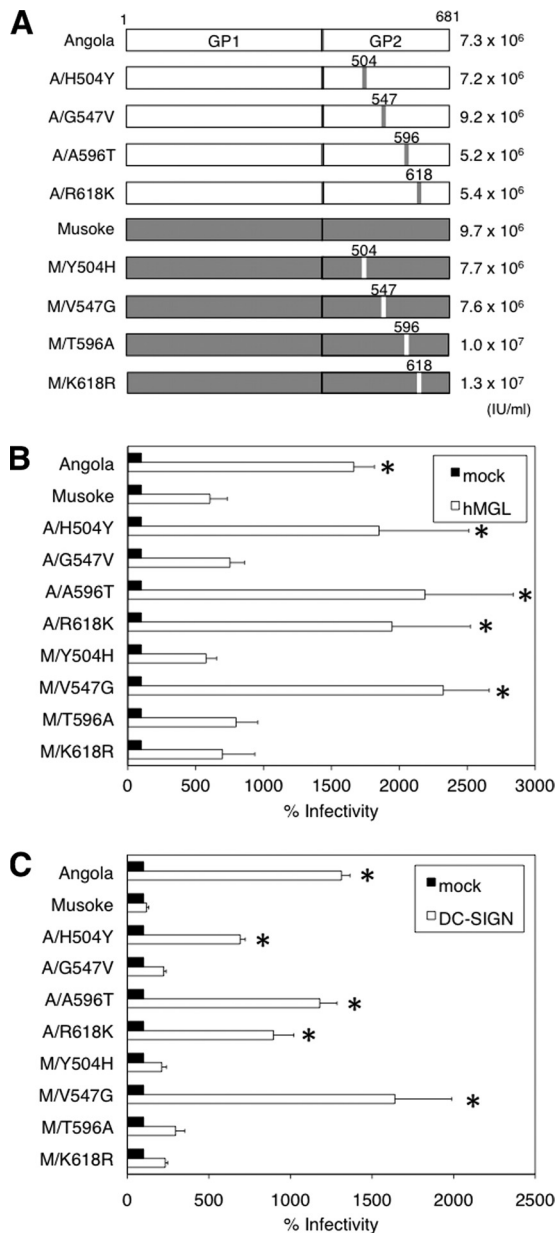 A
1 681
Angola GP1 GP2 7.3 x 10⁶
504
A/H504Y 7.2 x 10⁶
547
A/G547V 9.2 x 10⁶
596
A/A596T 5.2 x 10⁶
618
A/R618K 5.4 x 10⁶
Musoke 9.7 x 10⁶
504
M/Y504H 7.7 x 10⁶
547
M/V547G 7.6 x 10⁶
596
M/T596A 1.0 x 10⁷
618
M/K618R 1.3 x 10⁷
(IU/ml)
B
Angola *
Musoke
A/H504Y *
A/G547V
A/A596T *
A/R618K *
M/Y504H
M/V547G *
M/T596A
M/K618R
mock
hMGL
0 500 1000 1500 2000 2500 3000
% Infectivity
C
Angola *
Musoke
A/H504Y *
A/G547V
A/A596T *
A/R618K *
M/Y504H
M/V547G *
M/T596A
M/K618R
mock
DC-SIGN
0 500 1000 1500 2000 2500
% Infectivity